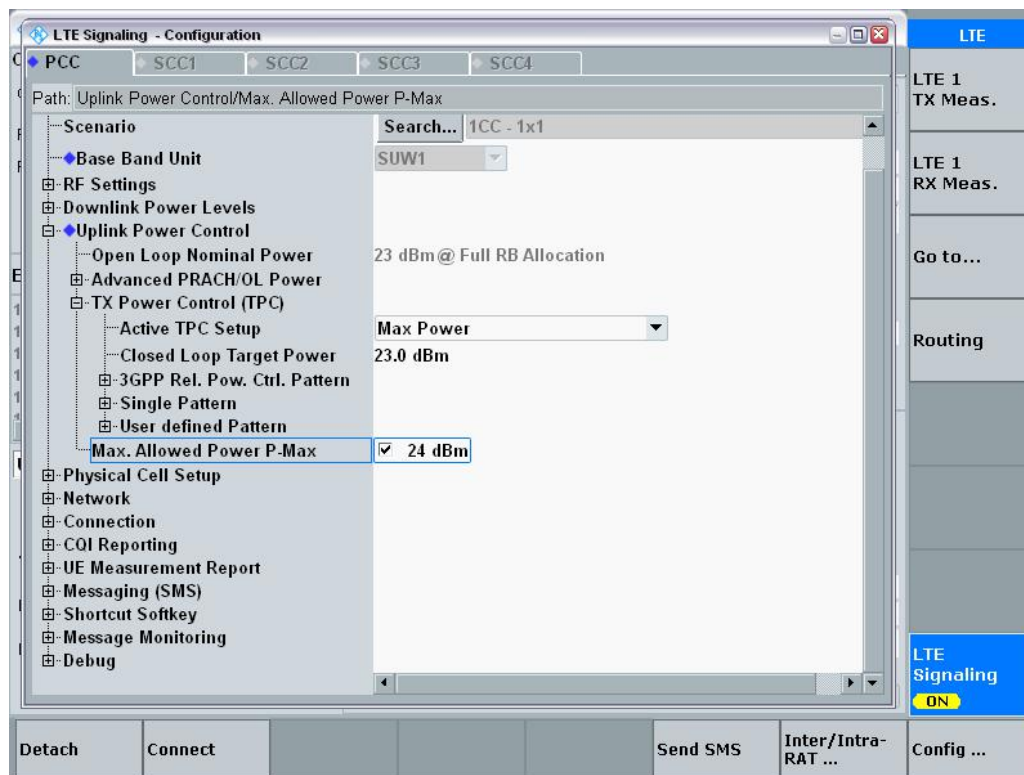 LTE Signaling - Configuration
LTE
PCC SCC1 SCC2 SCC3 SCC4
Path: Uplink Power Control/Max. Allowed Power P-Max
LTE 1
TX Meas.
Scenario Search... 1CC - 1x1
Base Band Unit SUW1
LTE 1
RX Meas.
RF Settings
Downlink Power Levels
Uplink Power Control
Open Loop Nominal Power 23 dBm@ Full RB Allocation
Go to...
Advanced PRACH/OL Power
TX Power Control (TPC)
Active TPC Setup Max Power
Routing
Closed Loop Target Power 23.0 dBm
3GPP Rel. Pow. Ctrl. Pattern
Single Pattern
User defined Pattern
Max. Allowed Power P-Max 24 dBm
Physical Cell Setup
Network
Connection
CQI Reporting
UE Measurement Report
Messaging (SMS)
Shortcut Softkey
Message Monitoring
Debug
LTE
Signaling
ON
Detach Connect Send SMS Inter/Intra-
RAT ... Config ...